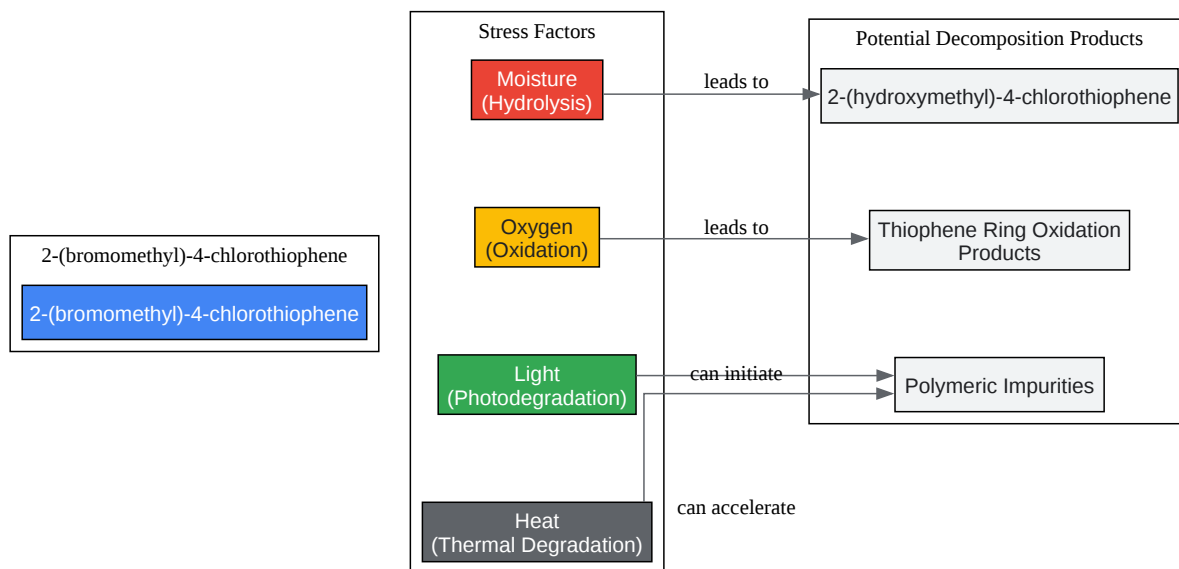 2-(bromomethyl)-4-chlorothiophene
2-(bromomethyl)-4-chlorothiophene
Stress Factors
Moisture
(Hydrolysis)
leads to
Oxygen
(Oxidation)
leads to
Light
(Photodegradation)
can initiate
Heat
(Thermal Degradation)
can accelerate
Potential Decomposition Products
2-(hydroxymethyl)-4-chlorothiophene
Thiophene Ring Oxidation
Products
Polymeric Impurities